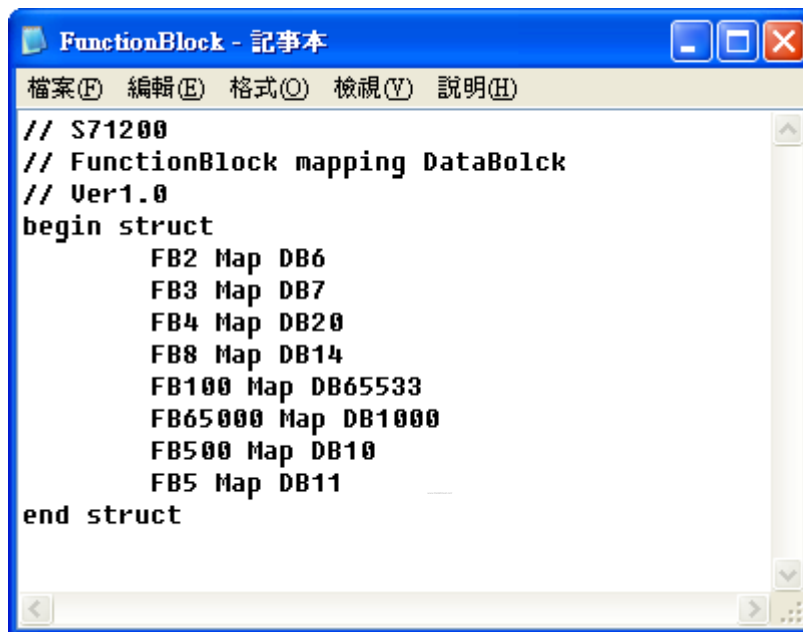 FunctionBlock - 記事本
檔案(F) 編輯(E) 格式(O) 檢視(V) 說明(H)
// S71200
// FunctionBlock mapping DataBolck
// Ver1.0
begin struct
FB2 Map DB6
FB3 Map DB7
FB4 Map DB20
FB8 Map DB14
FB100 Map DB65533
FB65000 Map DB1000
FB500 Map DB10
FB5 Map DB11
end struct